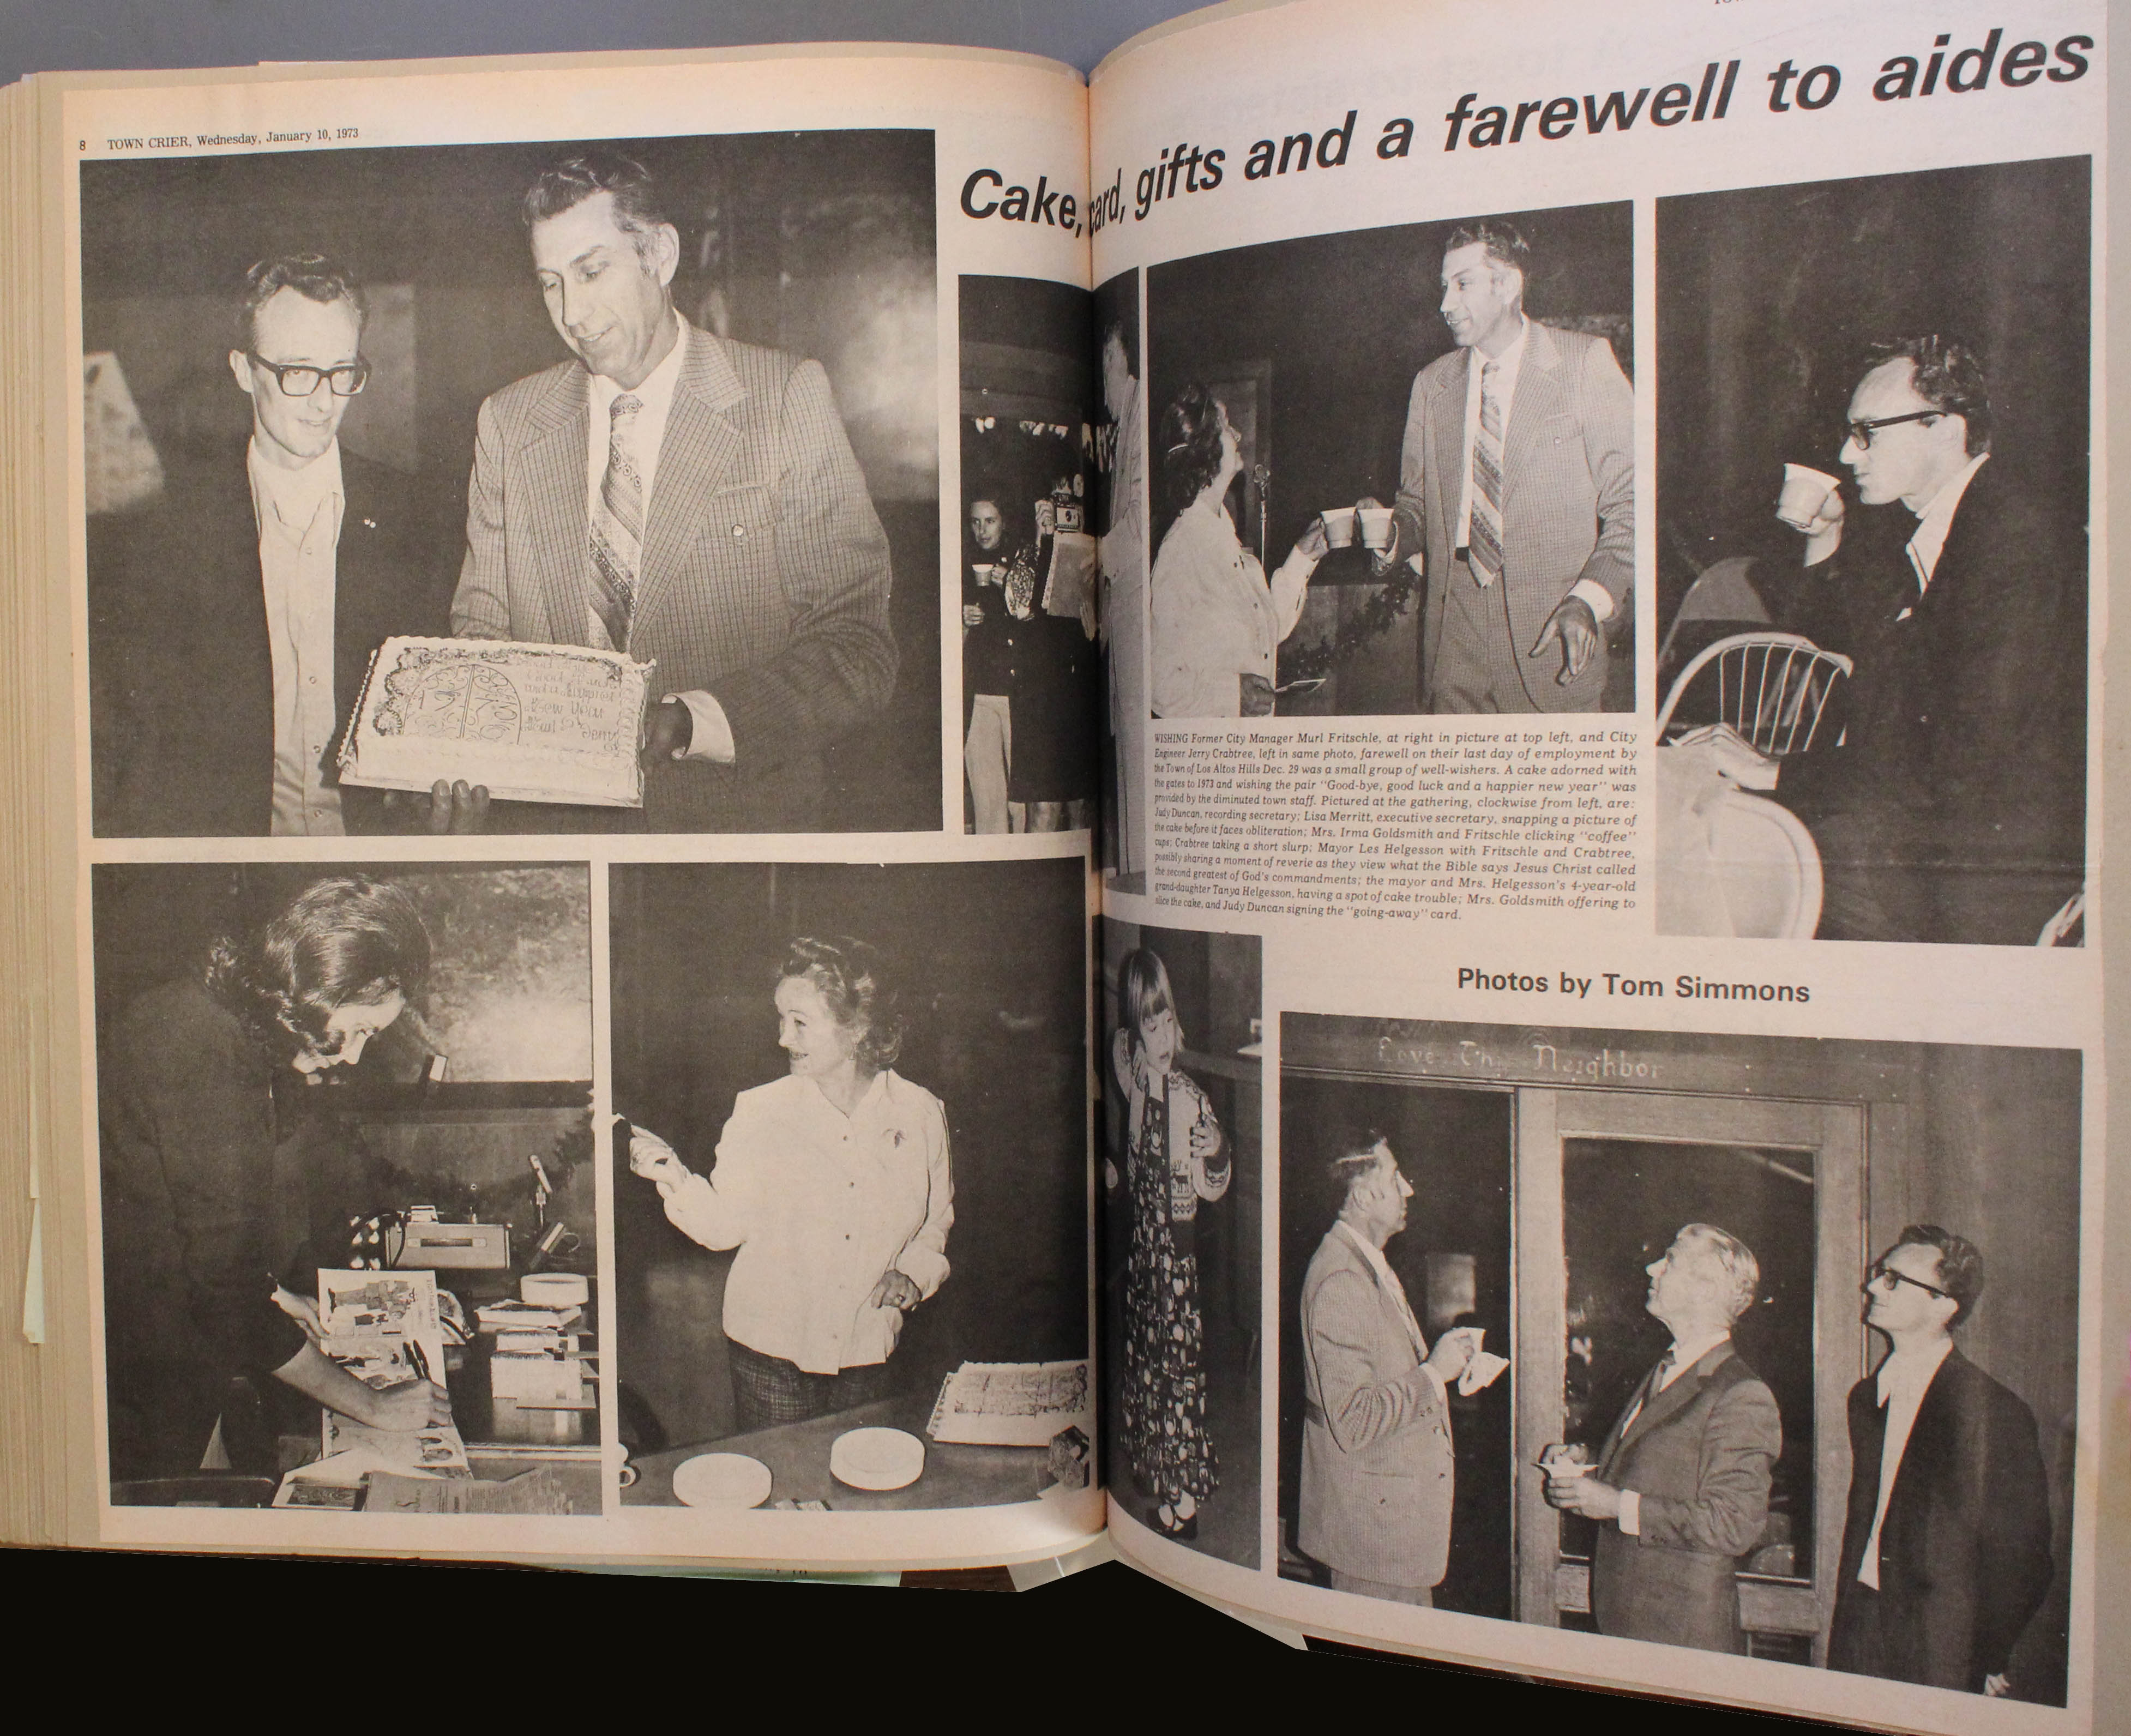 8 TOWN CRIER, Wednesday, January 10, 1973
Cake, card, gifts and a farewell to aides
WISHING Former City Manager Murl Fritschle, at right in picture at top left, and City
Engineer Jerry Crabtree, left in same photo, farewell on their last day of employment by
the Town of Los Altos Hills Dec. 29 was a small group of well-wishers. A cake adorned with
the gates to 1973 and wishing the pair "Good-bye, good luck and a happier new year" was
provided by the diminuted town staff. Pictured at the gathering, clockwise from left, are:
Judy Duncan, recording secretary; Lisa Merritt, executive secretary, snapping a picture of
the cake before it faces obliteration; Mrs. Irma Goldsmith and Fritschle clicking "coffee"
cups; Crabtree taking a short slurp; Mayor Les Helgesson with Fritschle and Crabtree,
possibly sharing a moment of reverie as they view what the Bible says Jesus Christ called
the second greatest of God's commandments; the mayor and Mrs. Helgesson's 4-year-old
grand-daughter Tanya Helgesson, having a spot of cake trouble; Mrs. Goldsmith offering to
slice the cake, and Judy Duncan signing the "going-away" card.
Photos by Tom Simmons
Love Thy Neighbor